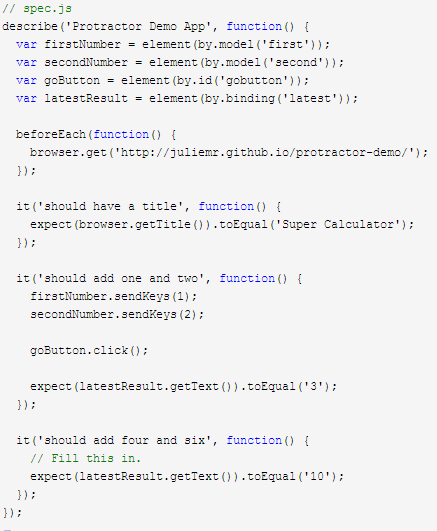 // spec.js
describe('Protractor Demo App', function() {
  var firstNumber = element(by.model('first'));
  var secondNumber = element(by.model('second'));
  var goButton = element(by.id('gobutton'));
  var latestResult = element(by.binding('latest'));

  beforeEach(function() {
    browser.get('http://juliemr.github.io/protractor-demo/');
  });

  it('should have a title', function() {
    expect(browser.getTitle()).toEqual('Super Calculator');
  });

  it('should add one and two', function() {
    firstNumber.sendKeys(1);
    secondNumber.sendKeys(2);

    goButton.click();

    expect(latestResult.getText()).toEqual('3');
  });

  it('should add four and six', function() {
    // Fill this in.
    expect(latestResult.getText()).toEqual('10');
  });
});